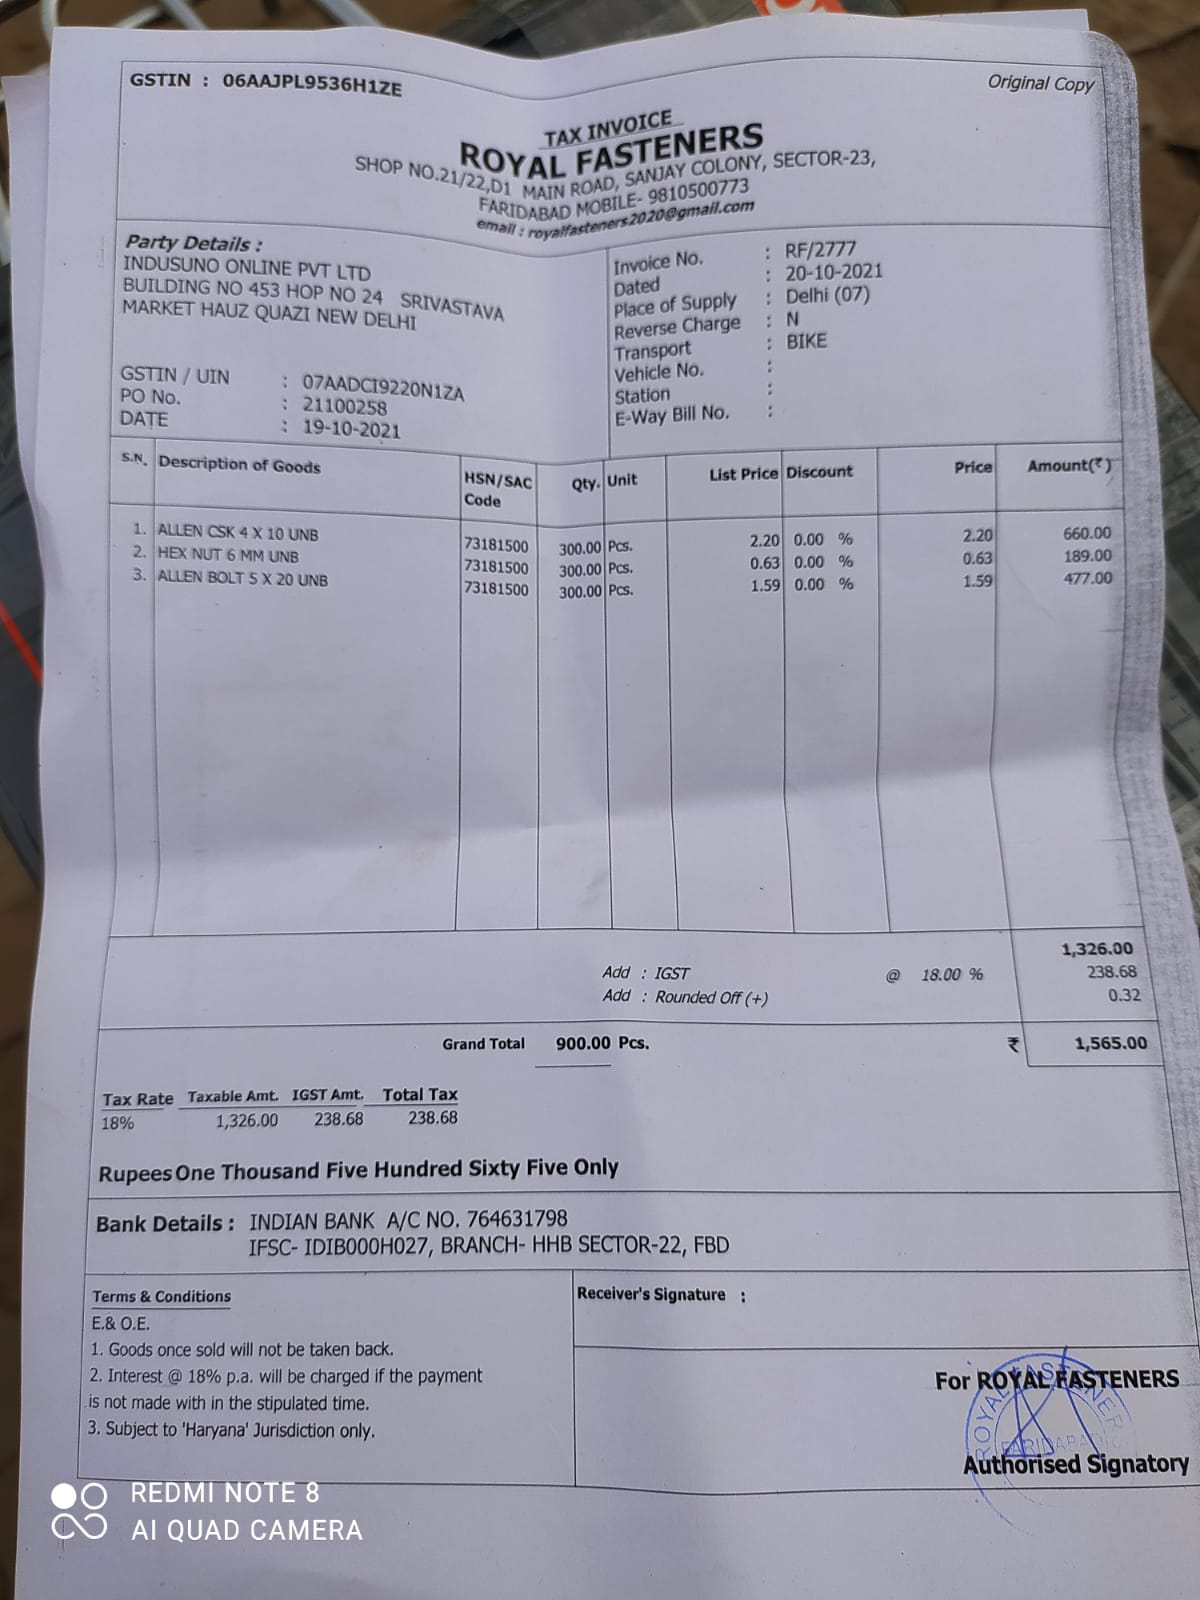 GSTIN : 06AAJPL9536H1ZE
Original Copy
TAX INVOICE
ROYAL FASTENERS
SHOP NO.21/22,D1 MAIN ROAD, SANJAY COLONY, SECTOR-23,
FARIDABAD MOBILE- 9810500773
email : royalfasteners2020@gmail.com
Party Details :
INDUSUNO ONLINE PVT LTD
BUILDING NO 453 HOP NO 24 SRIVASTAVA
MARKET HAUZ QUAZI NEW DELHI
GSTIN / UIN : 07AADCI9220N1ZA
PO No. : 21100258
DATE : 19-10-2021
Invoice No. : RF/2777
Dated : 20-10-2021
Place of Supply : Delhi (07)
Reverse Charge : N
Transport : BIKE
Vehicle No. :
Station :
E-Way Bill No. :
S.N. Description of Goods HSN/SAC Code Qty. Unit List Price Discount Price Amount(₹)
1. ALLEN CSK 4 X 10 UNB 73181500 300.00 Pcs. 2.20 0.00 % 2.20 660.00
2. HEX NUT 6 MM UNB 73181500 300.00 Pcs. 0.63 0.00 % 0.63 189.00
3. ALLEN BOLT 5 X 20 UNB 73181500 300.00 Pcs. 1.59 0.00 % 1.59 477.00
1,326.00
Add : IGST @ 18.00 % 238.68
Add : Rounded Off (+) 0.32
Grand Total 900.00 Pcs. ₹ 1,565.00
Tax Rate Taxable Amt. IGST Amt. Total Tax
18% 1,326.00 238.68 238.68
Rupees One Thousand Five Hundred Sixty Five Only
Bank Details : INDIAN BANK A/C NO. 764631798
IFSC- IDIB000H027, BRANCH- HHB SECTOR-22, FBD
Terms & Conditions
E.& O.E.
1. Goods once sold will not be taken back.
2. Interest @ 18% p.a. will be charged if the payment
is not made with in the stipulated time.
3. Subject to 'Haryana' Jurisdiction only.
Receiver's Signature :
For ROYAL FASTENERS
ROYAL FASTENER
FARIDABAD
Authorised Signatory
REDMI NOTE 8
AI QUAD CAMERA